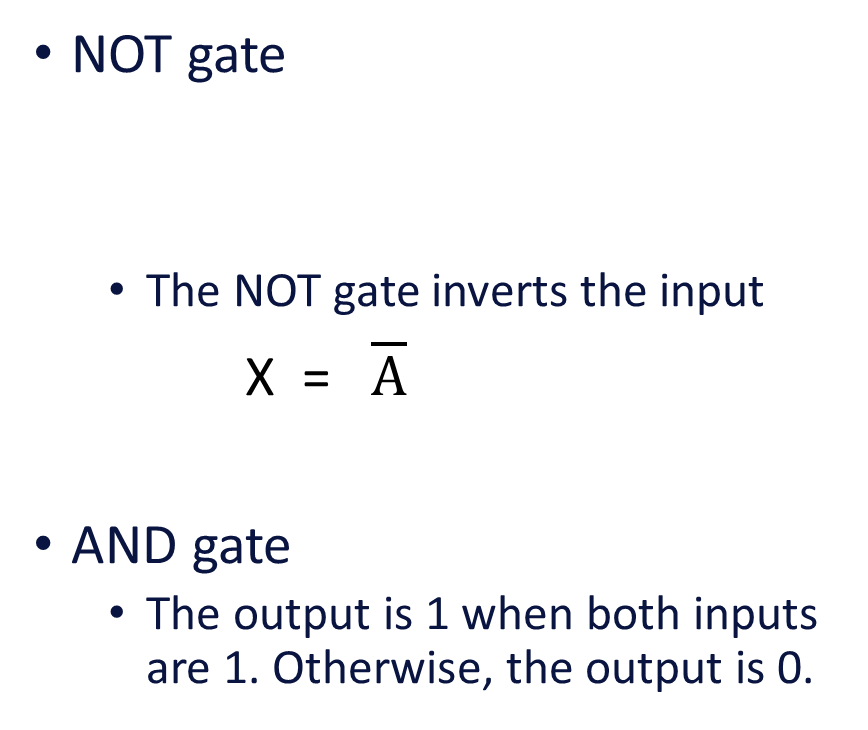 • NOT gate
• The NOT gate inverts the input
X = A̅
• AND gate
• The output is 1 when both inputs
are 1. Otherwise, the output is 0.